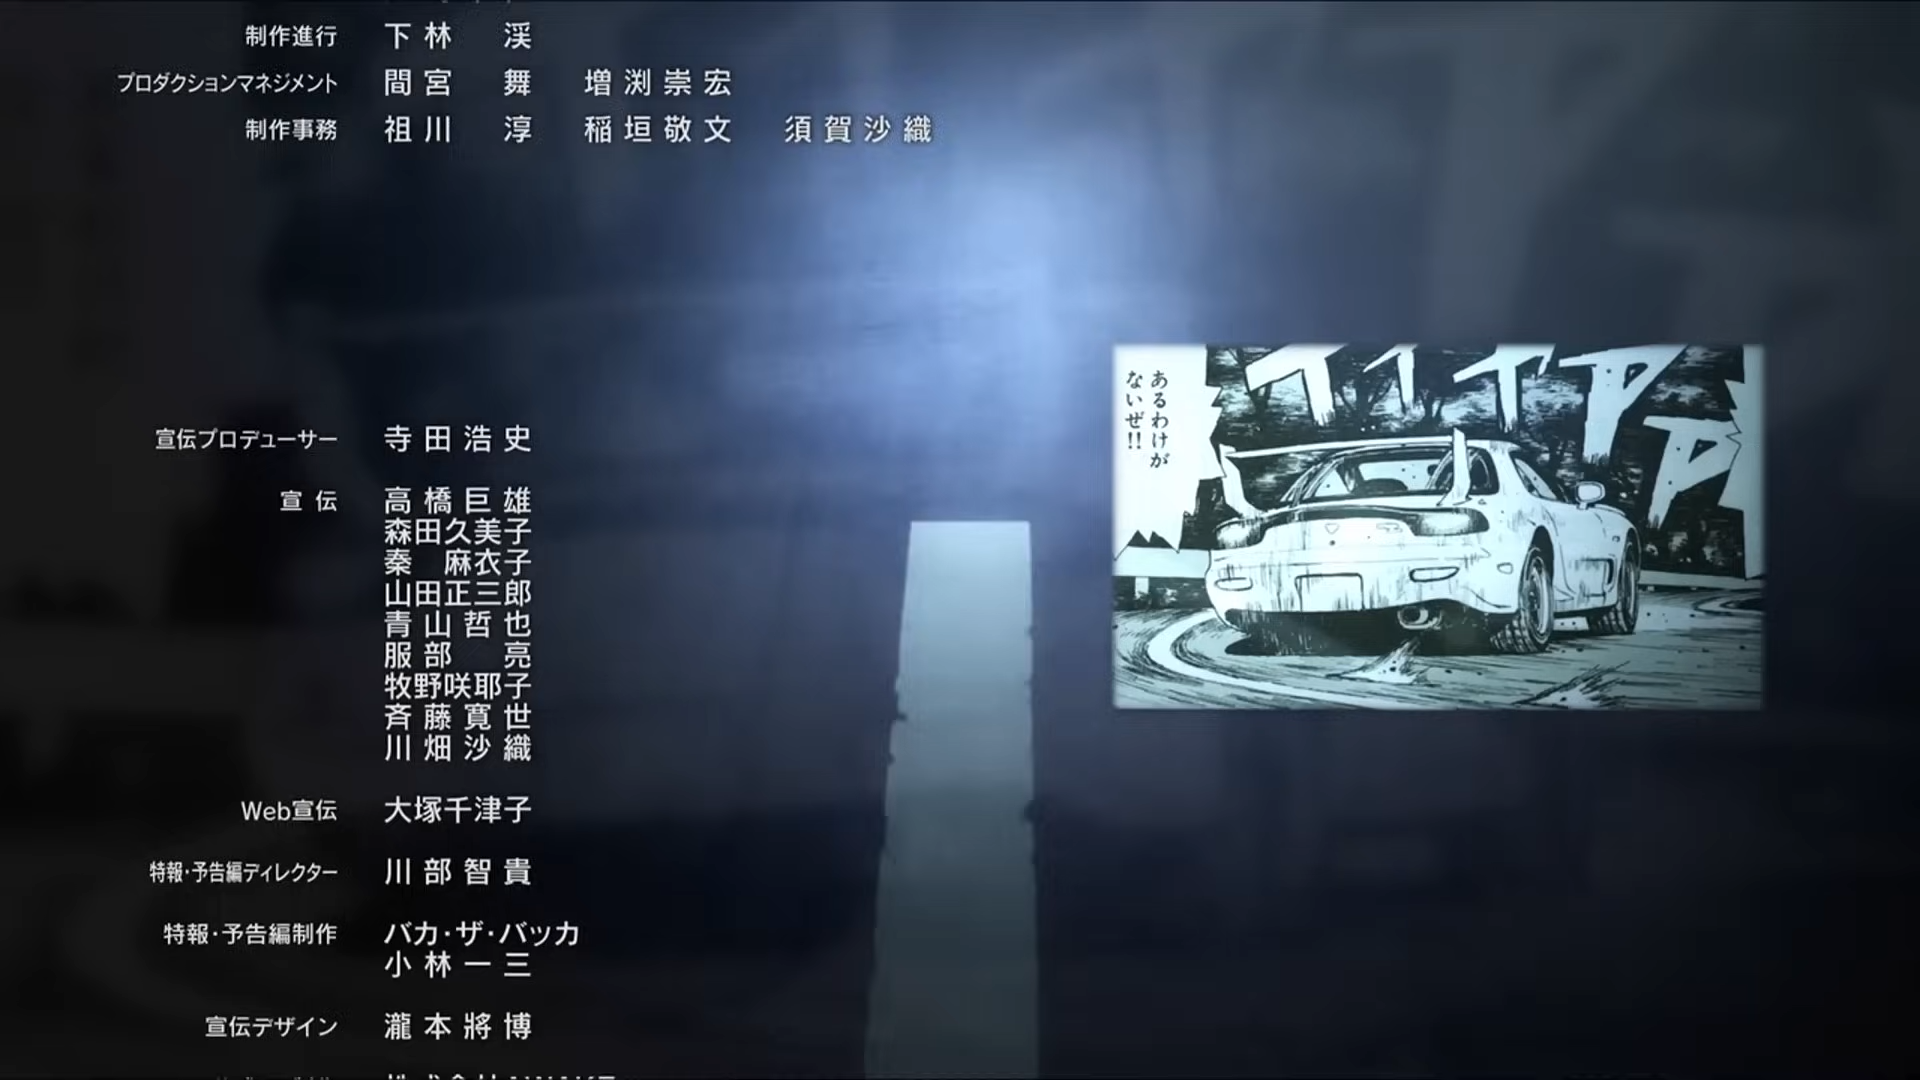 制作進行 下林 渓
プロダクションマネジメント 間宮 舞 増渕崇宏
制作事務 祖川 淳 稲垣敬文 須賀沙織
あるわけが
ないぜ!!
宣伝プロデューサー 寺田浩史
宣伝 高橋巨雄
森田久美子
秦 麻衣子
山田正三郎
青山哲也
服部 亮
牧野咲耶子
斉藤寛世
川畑沙織
Web宣伝 大塚千津子
特報・予告編ディレクター 川部智貴
特報・予告編制作 バカ・ザ・バッカ
小林一三
宣伝デザイン 瀧本將博